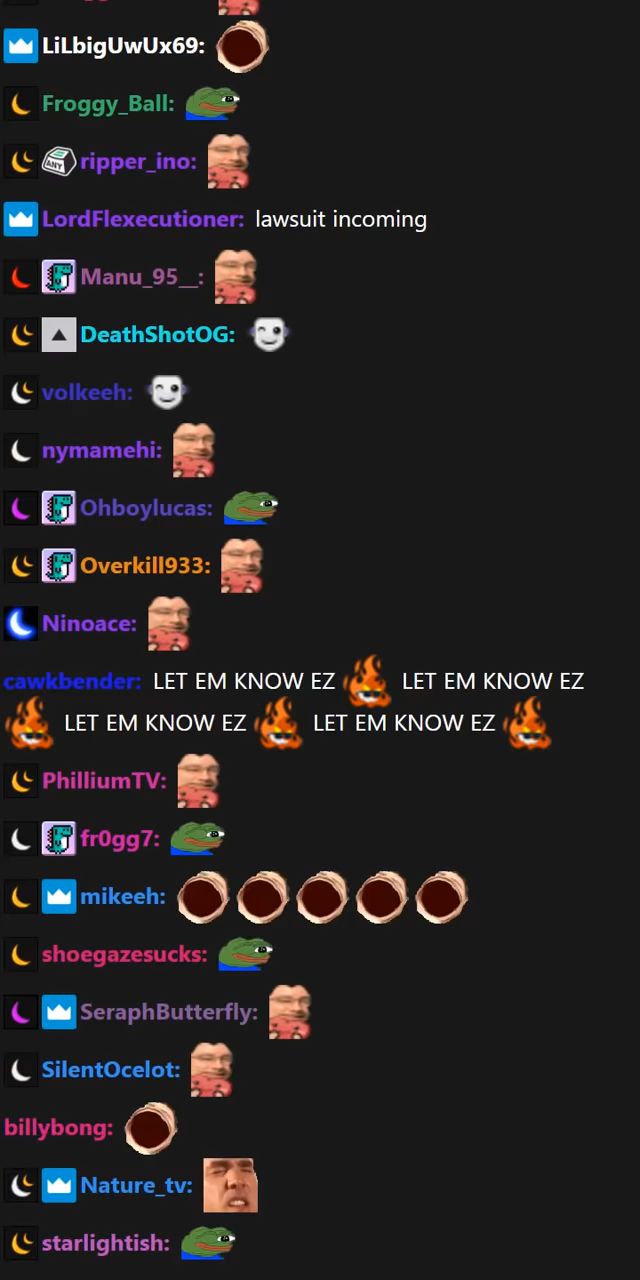 LiLbigUwUx69:
Froggy_Ball:
ANY ripper_ino:
LordFlexecutioner: lawsuit incoming
Manu_95__:
DeathShotOG:
volkeeh:
nymamehi:
Ohboylucas:
Overkill933:
Ninoace:
cawkbender: LET EM KNOW EZ LET EM KNOW EZ
LET EM KNOW EZ LET EM KNOW EZ
PhilliumTV:
fr0gg7:
mikeeh:
shoegazesucks:
SeraphButterfly:
SilentOcelot:
billybong:
Nature_tv:
starlightish: